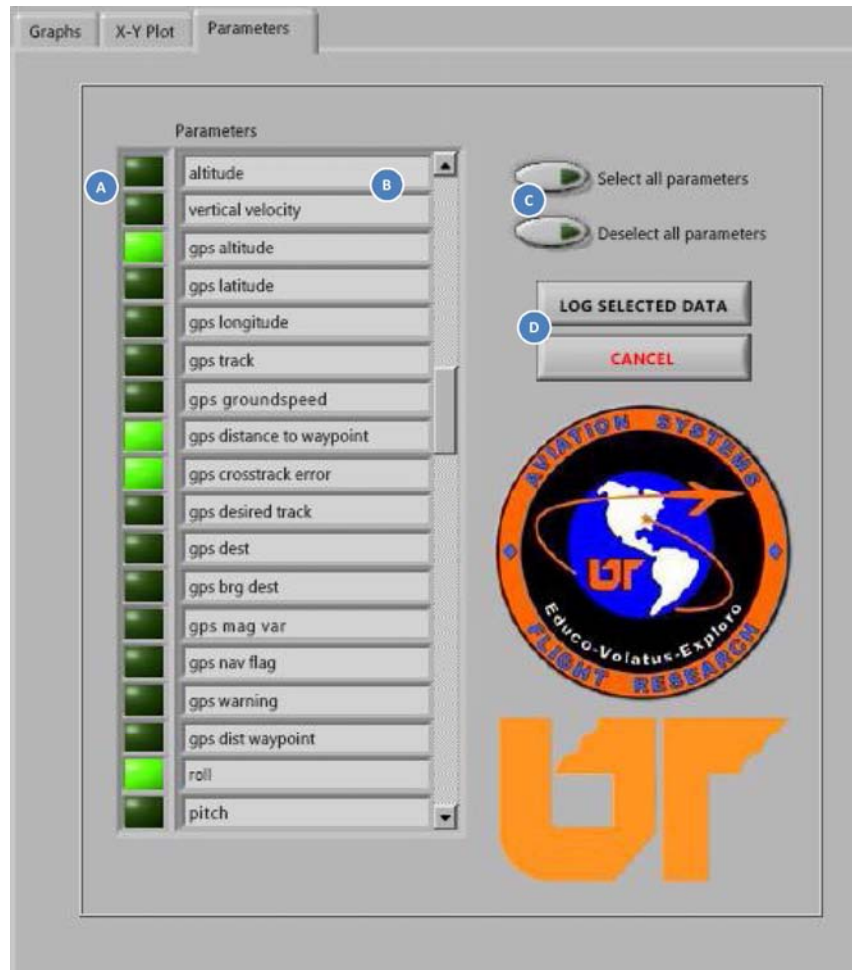 Graphs X-Y Plot Parameters
Parameters
A
altitude
B
vertical velocity
gps altitude
gps latitude
gps longitude
gps track
gps groundspeed
gps distance to waypoint
gps crosstrack error
gps desired track
gps dest
gps brg dest
gps mag var
gps nav flag
gps warning
gps dist waypoint
roll
pitch
Select all parameters
C
Deselect all parameters
LOG SELECTED DATA
D
CANCEL
AVIATION SYSTEMS
UT
Educo-Volatus-Exploro
FLIGHT RESEARCH
UT